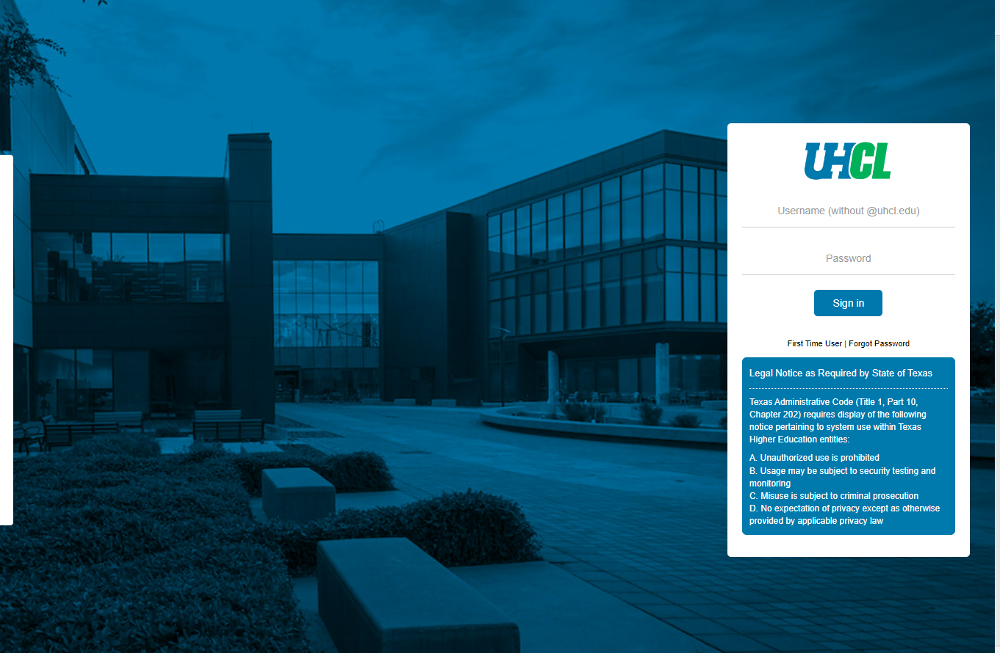 UHCL
Username (without @uhcl.edu)
Password
Sign in
First Time User | Forgot Password
Legal Notice as Required by State of Texas
Texas Administrative Code (Title 1, Part 10,
Chapter 202) requires display of the following
notice pertaining to system use within Texas
Higher Education entities:
A. Unauthorized use is prohibited
B. Usage may be subject to security testing and
monitoring
C. Misuse is subject to criminal prosecution
D. No expectation of privacy except as otherwise
provided by applicable privacy law